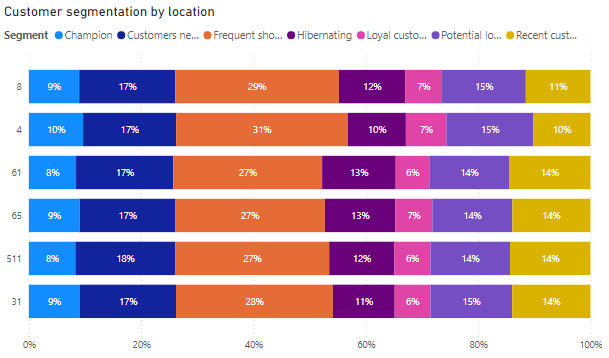 Customer segmentation by location
Segment Champion Customers ne... Frequent sho... Hibernating Loyal custo... Potential lo... Recent cust...
8 9% 17% 29% 12% 7% 15% 11%
4 10% 17% 31% 10% 7% 15% 10%
61 8% 17% 27% 13% 6% 14% 14%
65 9% 17% 27% 13% 7% 14% 14%
511 8% 18% 27% 12% 6% 14% 14%
31 9% 17% 28% 11% 6% 15% 14%
0% 20% 40% 60% 80% 100%